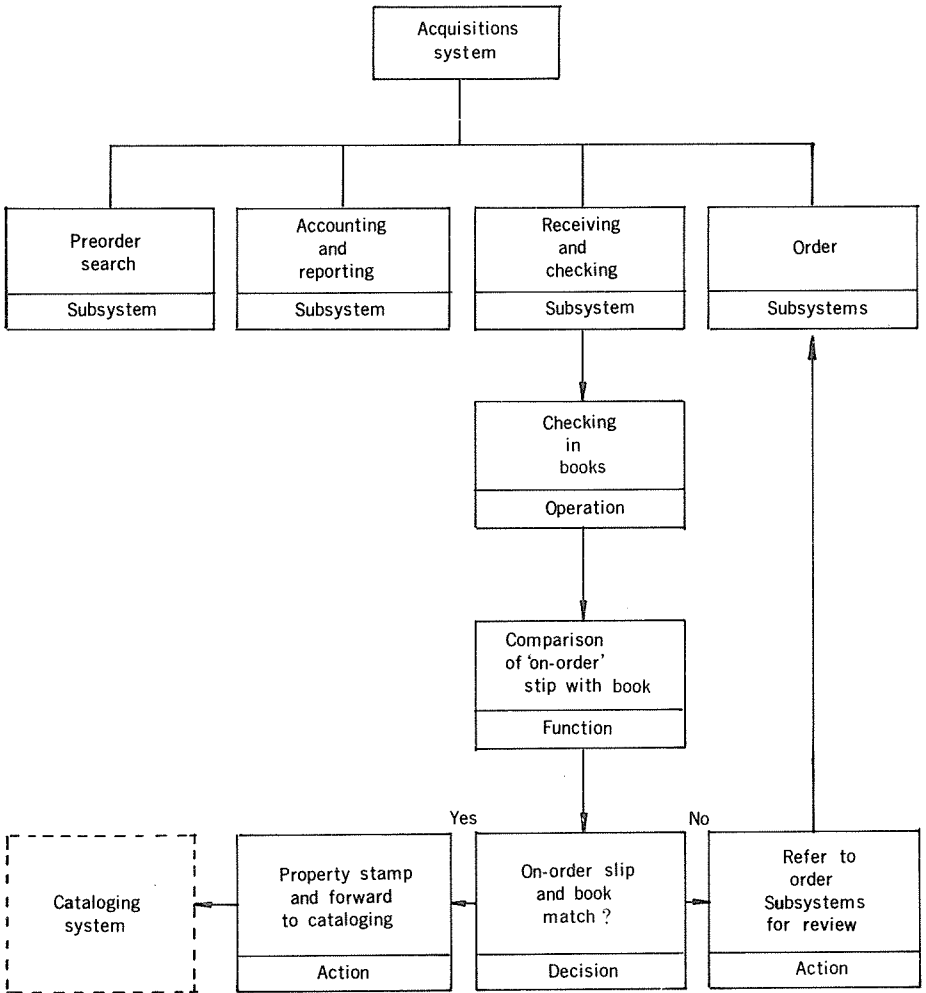 Acquisitions
system
Preorder
search
Subsystem
Accounting
and
reporting
Subsystem
Receiving
and
checking
Subsystem
Order
Subsystems
Checking
in
books
Operation
Comparison
of 'on-order'
stip with book
Function
Yes
No
Cataloging
system
Property stamp
and forward
to cataloging
Action
On-order slip
and book
match ?
Decision
Refer to
order
Subsystems
for review
Action